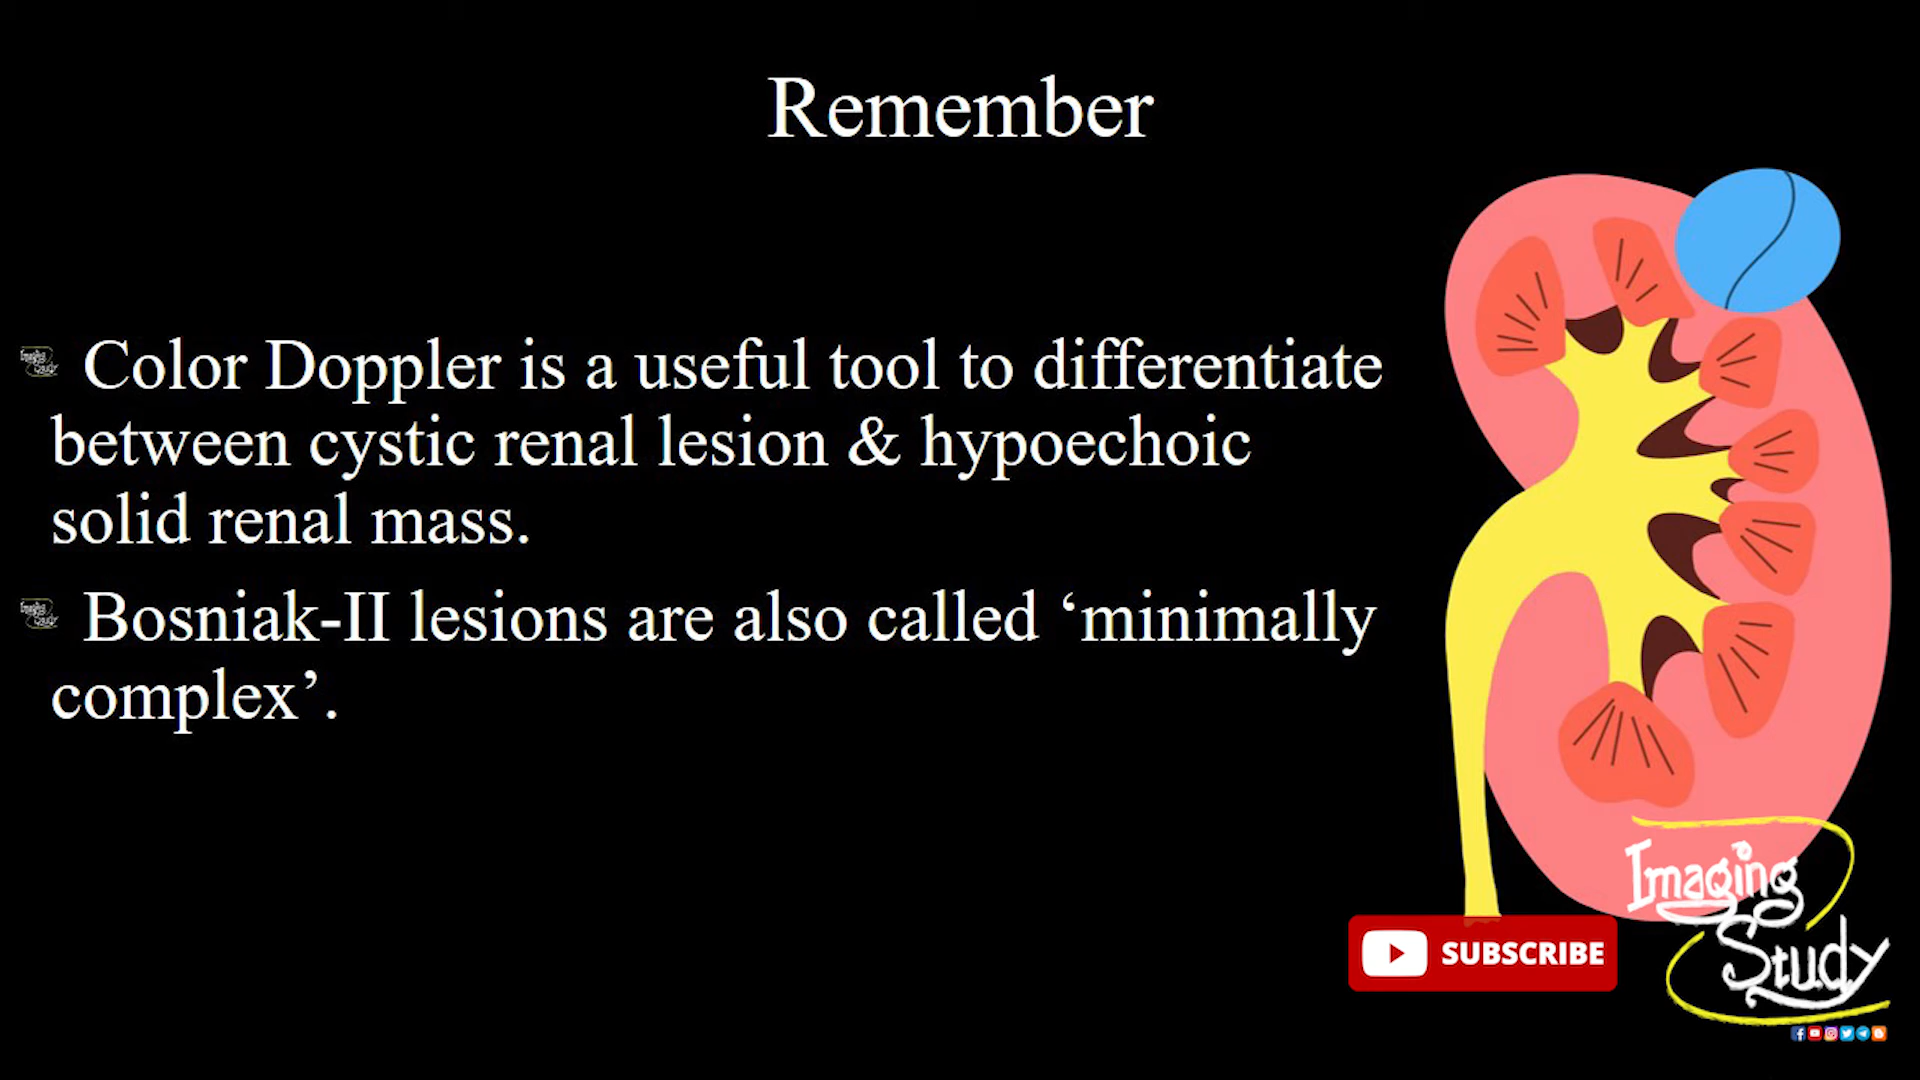 Remember
Color Doppler is a useful tool to differentiate
between cystic renal lesion & hypoechoic
solid renal mass.
Bosniak-II lesions are also called ‘minimally
complex’.
Imaging
Study
SUBSCRIBE